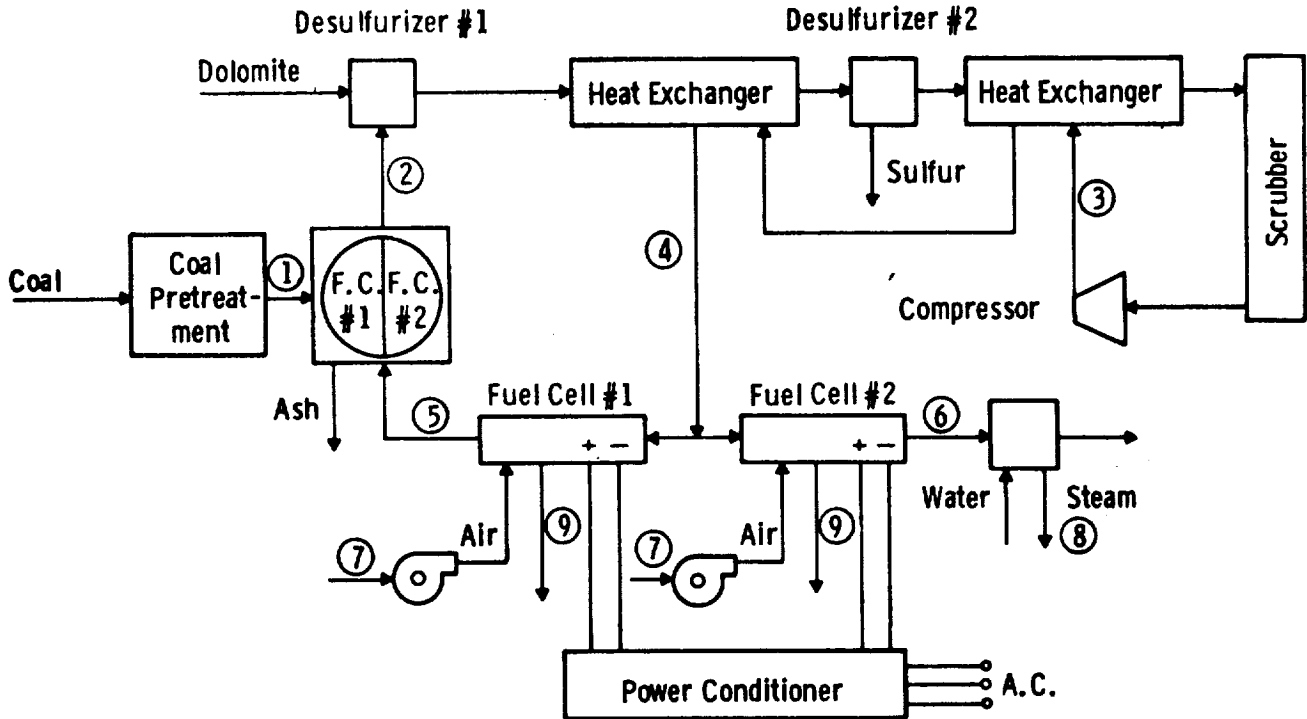 Desulfurizer #1
Desulfurizer #2
Dolomite
Heat Exchanger
Heat Exchanger
Scrubber
Sulfur
②
③
④
Coal
Coal
Pretreat-
ment
①
F.C.
#1
F.C.
#2
Compressor
Ash
⑤
Fuel Cell #1
+ −
Fuel Cell #2
+ −
⑥
Water
Steam
⑧
⑦
Air
⑨
⑦
Air
⑨
Power Conditioner
A.C.